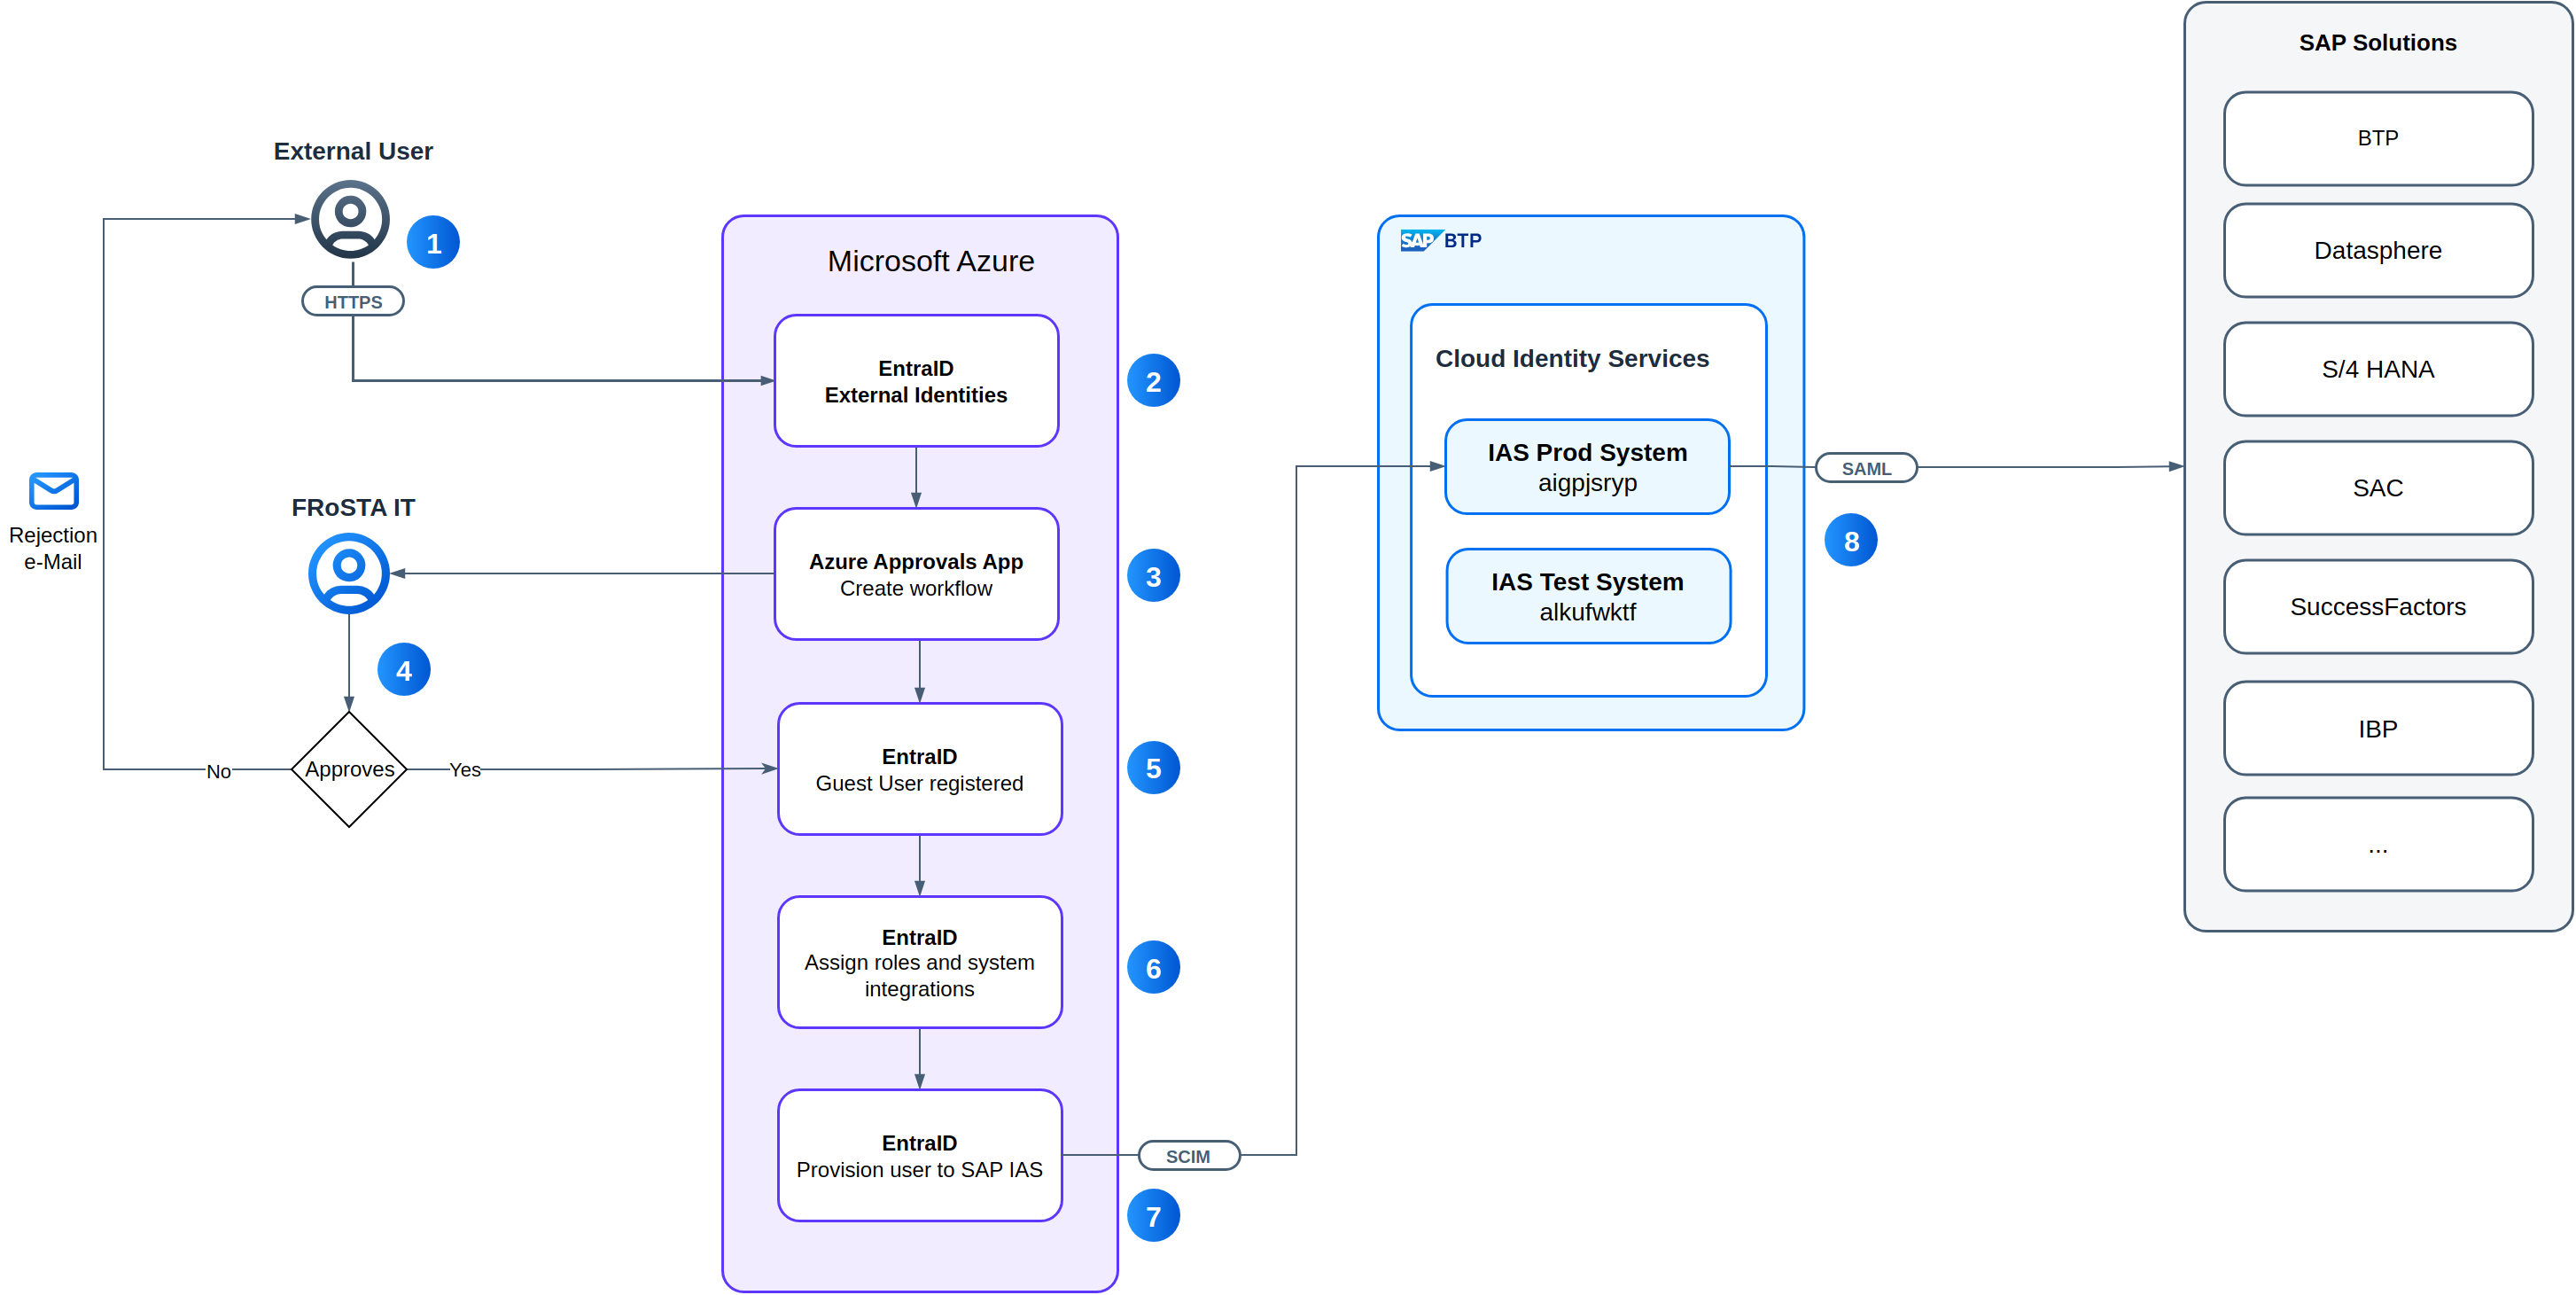 External User
1
HTTPS
Rejection
e-Mail
FRoSTA IT
4
Approves
No
Yes
Microsoft Azure
EntraID
External Identities
2
Azure Approvals App
Create workflow
3
EntraID
Guest User registered
5
EntraID
Assign roles and system
integrations
6
EntraID
Provision user to SAP IAS
7
SCIM
SAP BTP
Cloud Identity Services
IAS Prod System
aigpjsryp
IAS Test System
alkufwktf
SAML
8
SAP Solutions
BTP
Datasphere
S/4 HANA
SAC
SuccessFactors
IBP
...